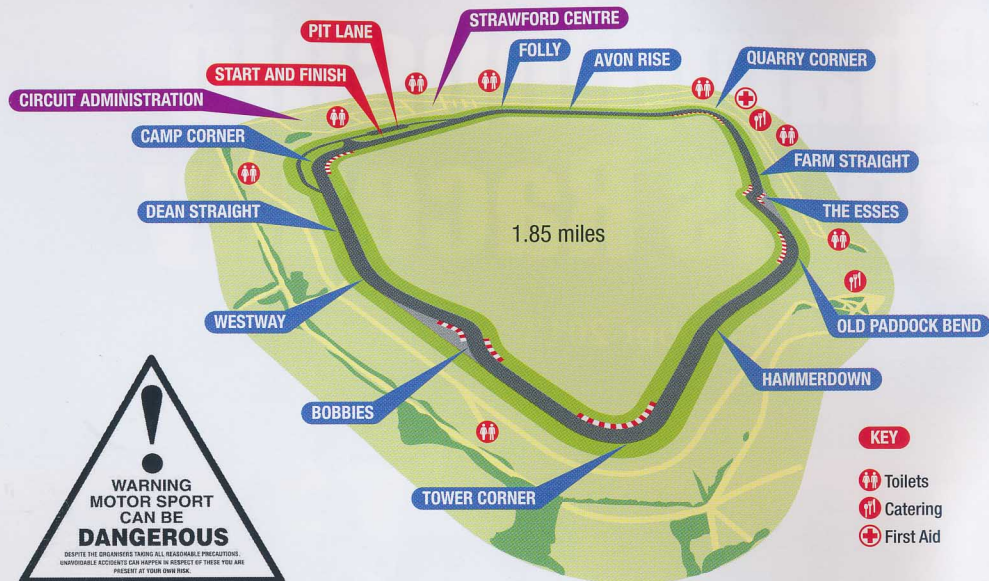 STRAWFORD CENTRE
PIT LANE
FOLLY
AVON RISE
QUARRY CORNER
START AND FINISH
CIRCUIT ADMINISTRATION
CAMP CORNER
FARM STRAIGHT
DEAN STRAIGHT
THE ESSES
1.85 miles
WESTWAY
OLD PADDOCK BEND
HAMMERDOWN
BOBBIES
TOWER CORNER
KEY
Toilets
Catering
First Aid
!
WARNING
MOTOR SPORT
CAN BE
DANGEROUS
DESPITE THE ORGANISERS TAKING ALL REASONABLE PRECAUTIONS.
UNAVOIDABLE ACCIDENTS CAN HAPPEN IN RESPECT OF THESE YOU ARE
PRESENT AT YOUR OWN RISK.